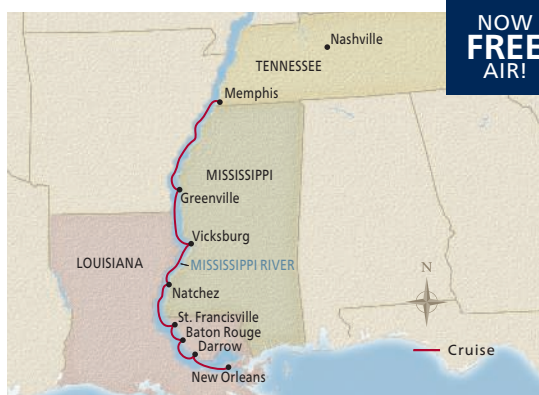 NOW
FREE
AIR!
Nashville
TENNESSEE
Memphis
MISSISSIPPI
Greenville
Vicksburg
LOUISIANA
MISSISSIPPI RIVER
N
Natchez
St. Francisville
Baton Rouge
Darrow
Cruise
New Orleans